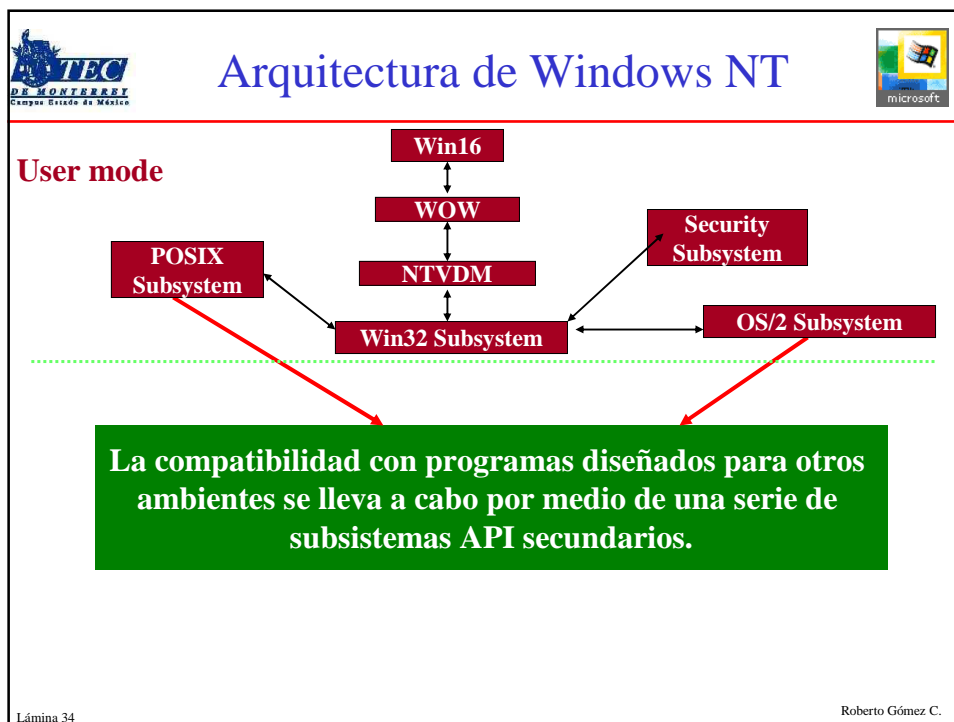 TEC
DE MONTERREY
Campus Estado de México
Arquitectura de Windows NT
microsoft
User mode
Win16
WOW
NTVDM
POSIX
Subsystem
Security
Subsystem
Win32 Subsystem
OS/2 Subsystem
La compatibilidad con programas diseñados para otros
ambientes se lleva a cabo por medio de una serie de
subsistemas API secundarios.
Lámina 34
Roberto Gómez C.